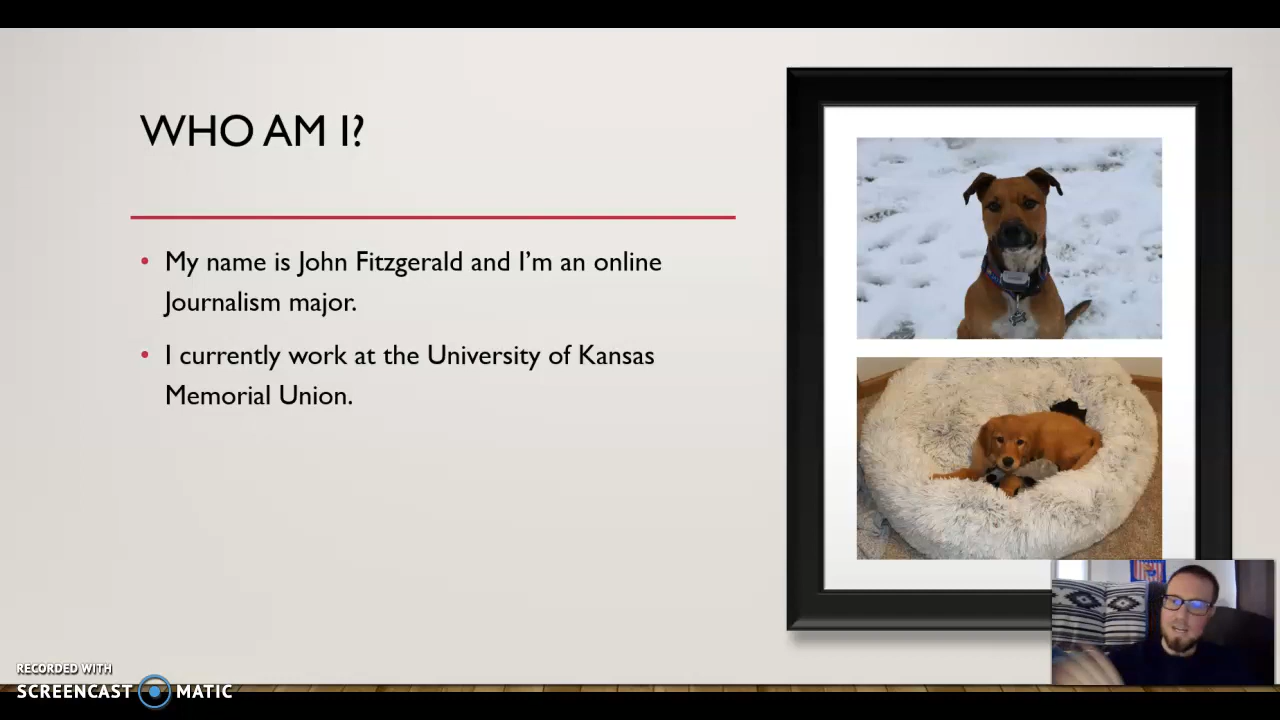 WHO AM I?
• My name is John Fitzgerald and I'm an online
Journalism major.
• I currently work at the University of Kansas
Memorial Union.
RECORDED WITH
SCREENCAST MATIC